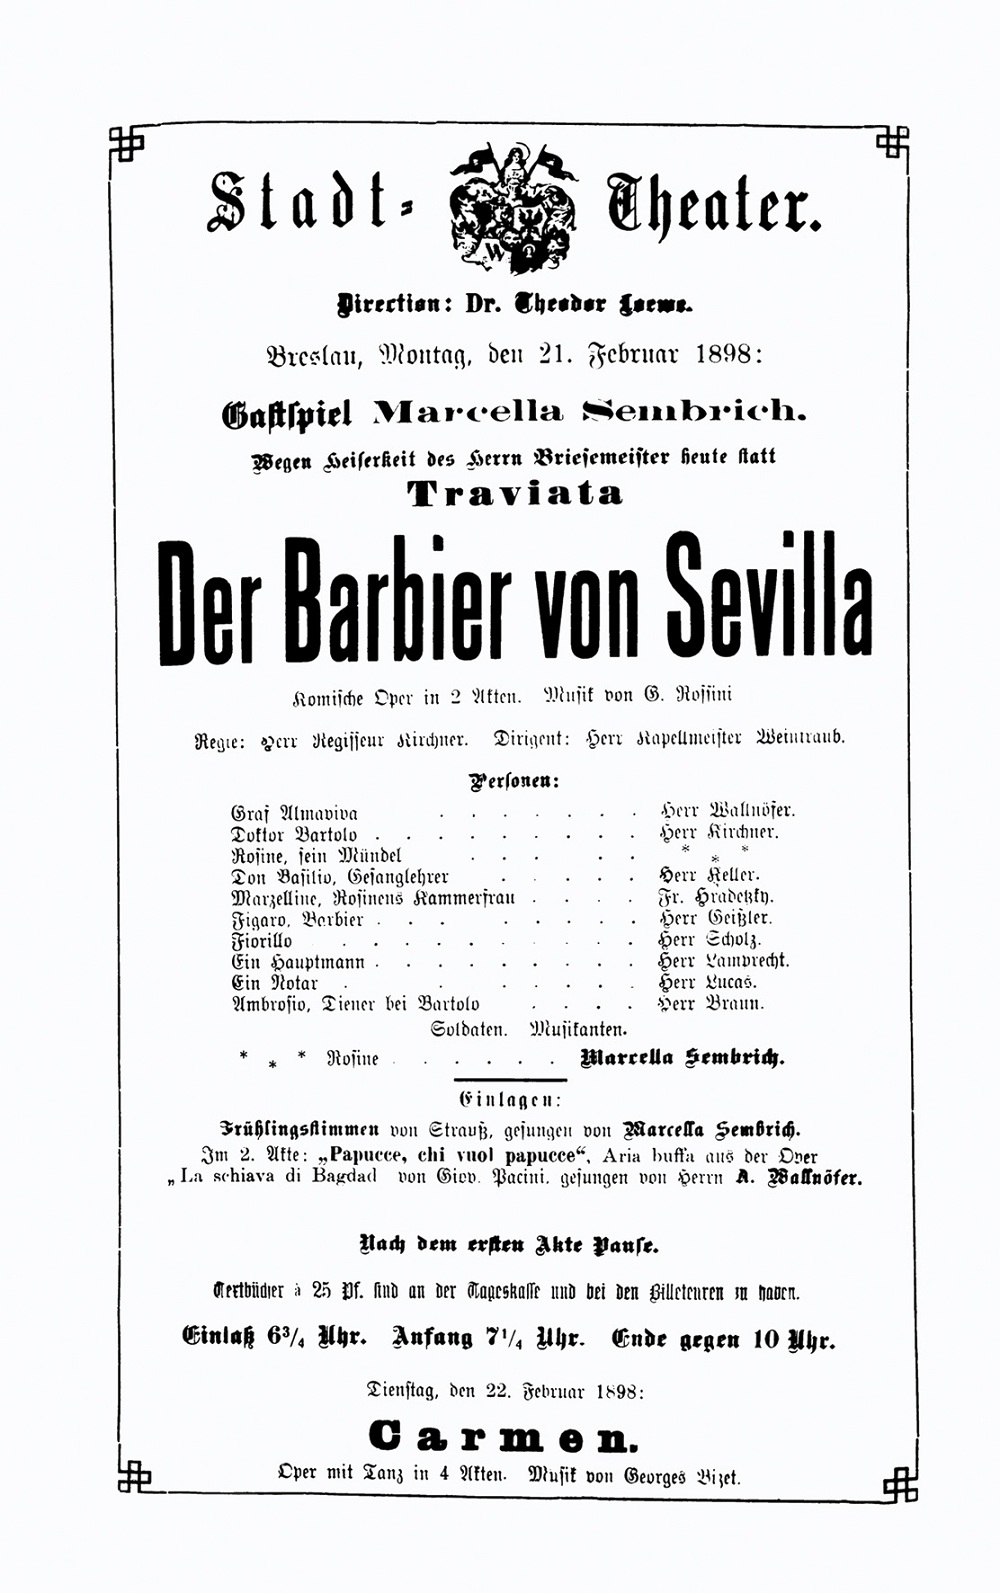 Stadt-Theater.
Direction: Dr. Theodor Loewe.
Breslau, Montag, den 21. Februar 1898:
Gastspiel Marcella Sembrich.
Wegen Heiserkeit des Herrn Briesemeister heute statt
Traviata
Der Barbier von Sevilla
Komische Oper in 2 Akten. Musik von G. Rossini
Regie: Herr Regisseur Kirchner. Dirigent: Herr Kapellmeister Weintraub.
Personen:
Graf Almaviva . . . . . . . Herr Wallnöfer.
Doktor Bartolo . . . . . . . . . Herr Kirchner.
Rosine, sein Mündel . . . . . * * *
Don Basilio, Gesanglehrer . . . . . Herr Keller.
Marzelline, Rosinens Kammerfrau . . . . Fr. Hradetzky.
Figaro, Barbier . . . . . . . . Herr Geißler.
Fiorillo . . . . . . . . . . Herr Scholz.
Ein Hauptmann . . . . . . . . . Herr Lamprecht.
Ein Notar . . . . . . . . Herr Lucas.
Ambrosio, Diener bei Bartolo . . . . Herr Braun.
Soldaten. Musikanten.
* * * Rosine . . . . . . Marcella Sembrich.
Einlagen:
Frühlingsstimmen von Strauß, gesungen von Marcella Sembrich.
Im 2. Akte: „Papucce, chi vuol papucce“, Aria buffa aus der Oper
„La schiava di Bagdad von Giov. Pacini, gesungen von Herrn A. Wallnöfer.
Nach dem ersten Akte Pause.
Textbücher à 25 Pf. sind an der Tageskasse und bei den Billeteuren zu haben.
Einlaß 6¾ Uhr. Anfang 7¼ Uhr. Ende gegen 10 Uhr.
Dienstag, den 22. Februar 1898:
Carmen.
Oper mit Tanz in 4 Akten. Musik von Georges Bizet.